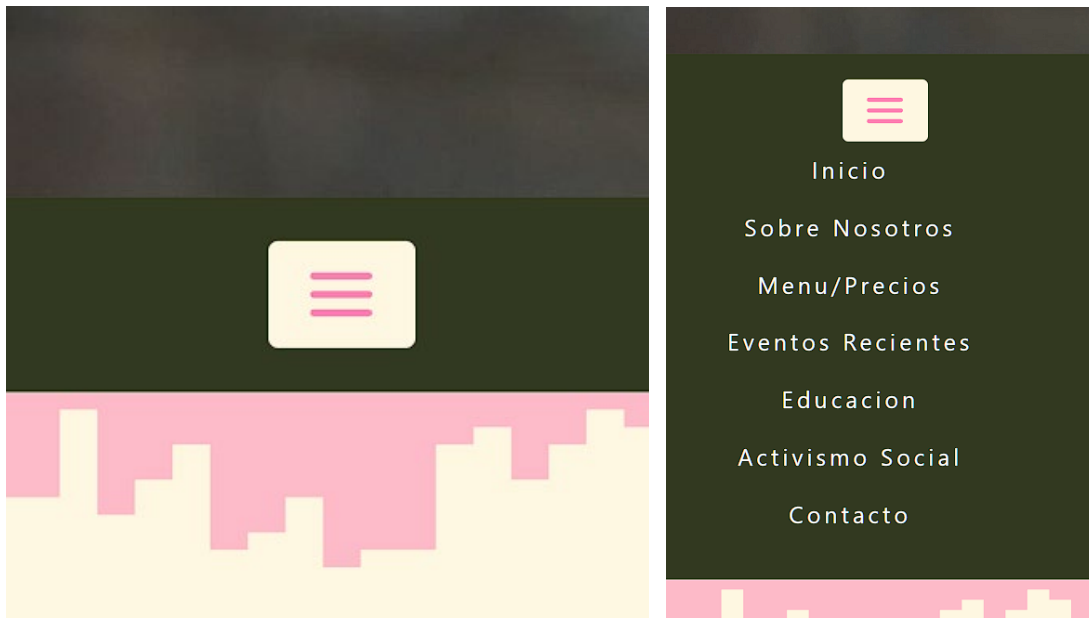 Inicio
Sobre Nosotros
Menu/Precios
Eventos Recientes
Educacion
Activismo Social
Contacto